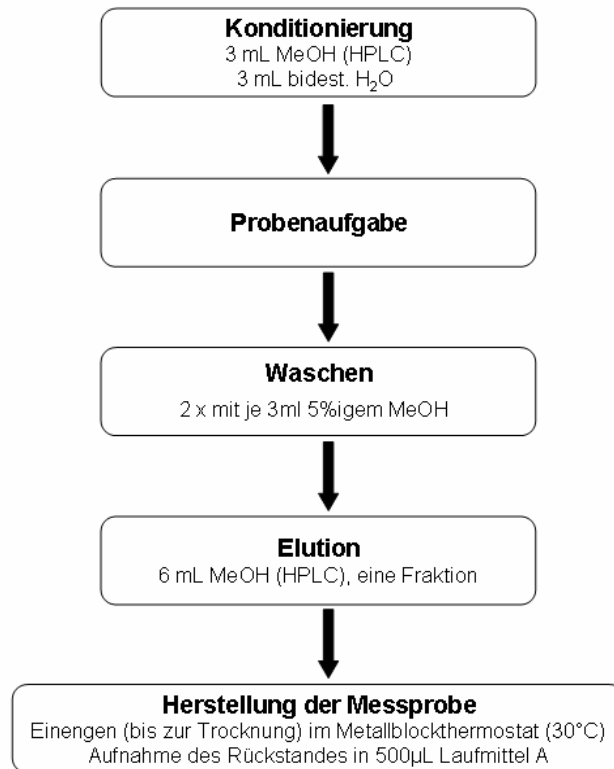 Konditionierung
3 mL MeOH (HPLC)
3 mL bidest. H₂O
Probenaufgabe
Waschen
2 x mit je 3ml 5%igem MeOH
Elution
6 mL MeOH (HPLC), eine Fraktion
Herstellung der Messprobe
Einengen (bis zur Trocknung) im Metallblockthermostat (30°C)
Aufnahme des Rückstandes in 500µL Laufmittel A